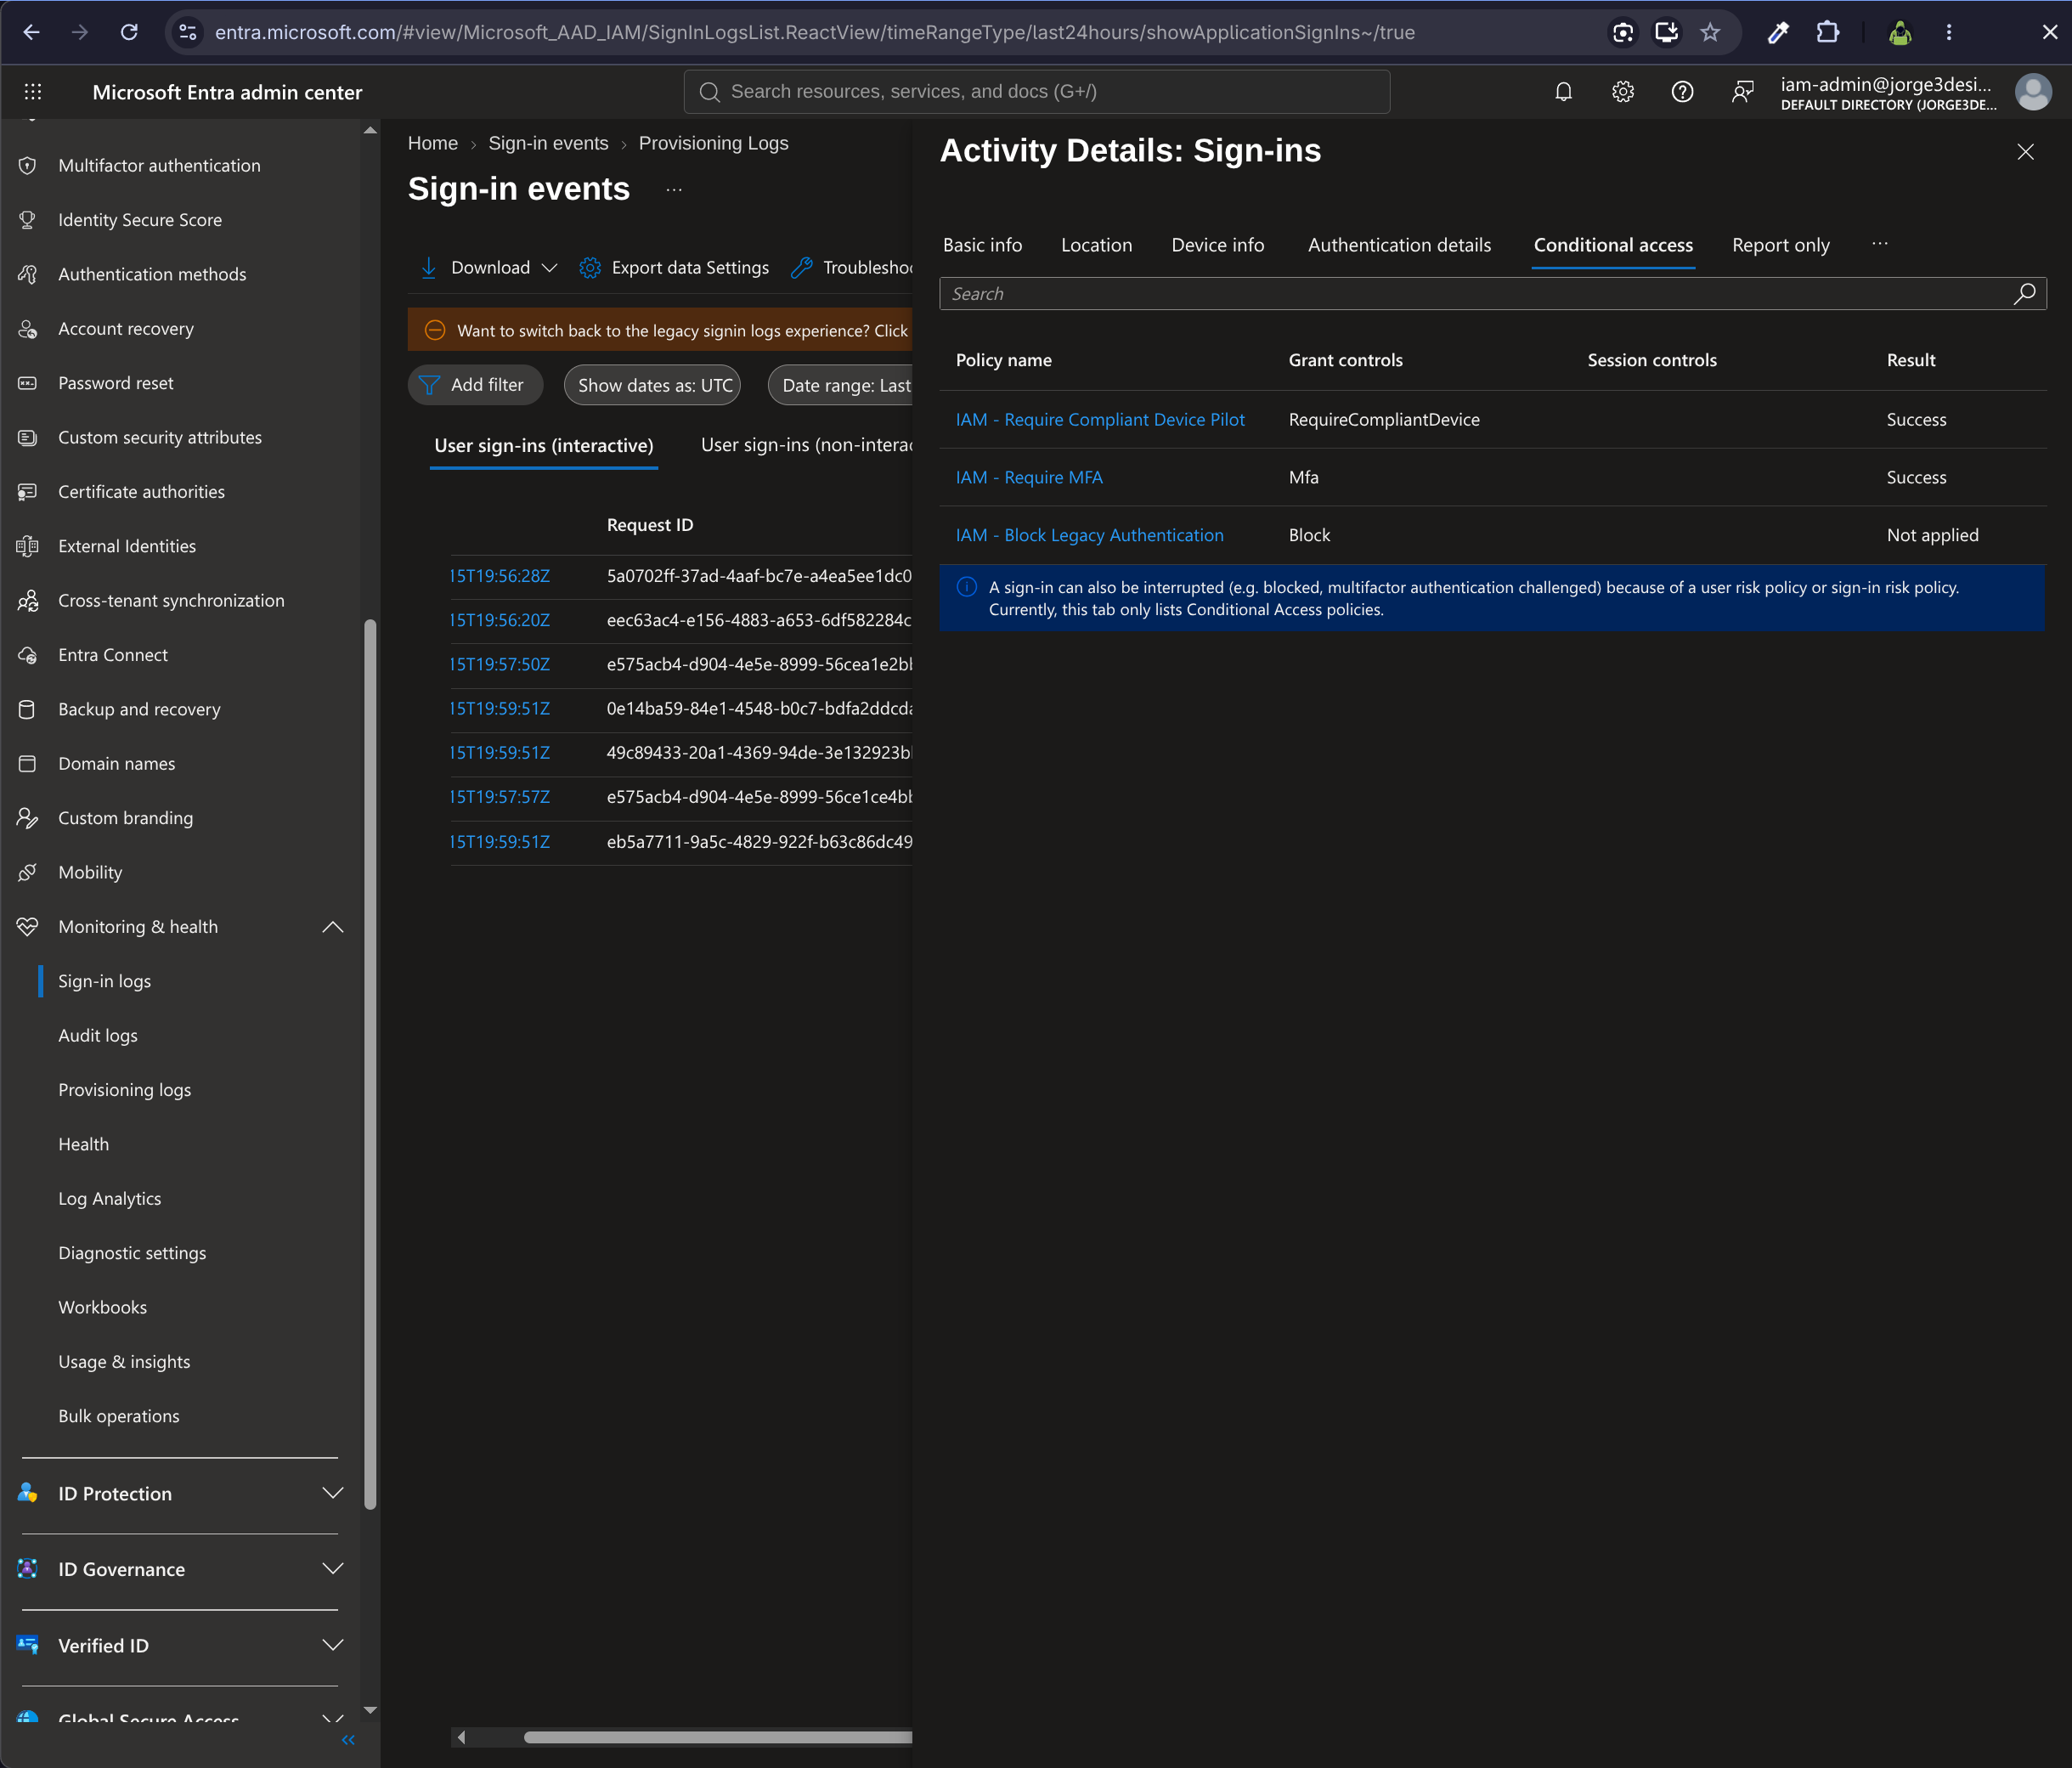 entra.microsoft.com/#view/Microsoft_AAD_IAM/SignInLogsList.ReactView/timeRangeType/last24hours/showApplicationSignIns~/true
Microsoft Entra admin center
Search resources, services, and docs (G+/)
iam-admin@jorge3desi...
DEFAULT DIRECTORY (JORGE3DE...
Multifactor authentication
Identity Secure Score
Authentication methods
Account recovery
Password reset
Custom security attributes
Certificate authorities
External Identities
Cross-tenant synchronization
Entra Connect
Backup and recovery
Domain names
Custom branding
Mobility
Monitoring & health
Sign-in logs
Audit logs
Provisioning logs
Health
Log Analytics
Diagnostic settings
Workbooks
Usage & insights
Bulk operations
ID Protection
ID Governance
Verified ID
Global Secure Access
Home › Sign-in events › Provisioning Logs
Sign-in events ...
Download Export data Settings Troubleshoo
Want to switch back to the legacy signin logs experience? Click
Add filter Show dates as: UTC Date range: Last
User sign-ins (interactive) User sign-ins (non-interac
Request ID
15T19:56:28Z 5a0702ff-37ad-4aaf-bc7e-a4ea5ee1dc0
15T19:56:20Z eec63ac4-e156-4883-a653-6df582284c
15T19:57:50Z e575acb4-d904-4e5e-8999-56cea1e2bb
15T19:59:51Z 0e14ba59-84e1-4548-b0c7-bdfa2ddcda
15T19:59:51Z 49c89433-20a1-4369-94de-3e132923b
15T19:57:57Z e575acb4-d904-4e5e-8999-56ce1ce4bb
15T19:59:51Z eb5a7711-9a5c-4829-922f-b63c86dc49
Activity Details: Sign-ins
Basic info Location Device info Authentication details Conditional access Report only ...
Search
Policy name Grant controls Session controls Result
IAM - Require Compliant Device Pilot RequireCompliantDevice Success
IAM - Require MFA Mfa Success
IAM - Block Legacy Authentication Block Not applied
A sign-in can also be interrupted (e.g. blocked, multifactor authentication challenged) because of a user risk policy or sign-in risk policy.
Currently, this tab only lists Conditional Access policies.